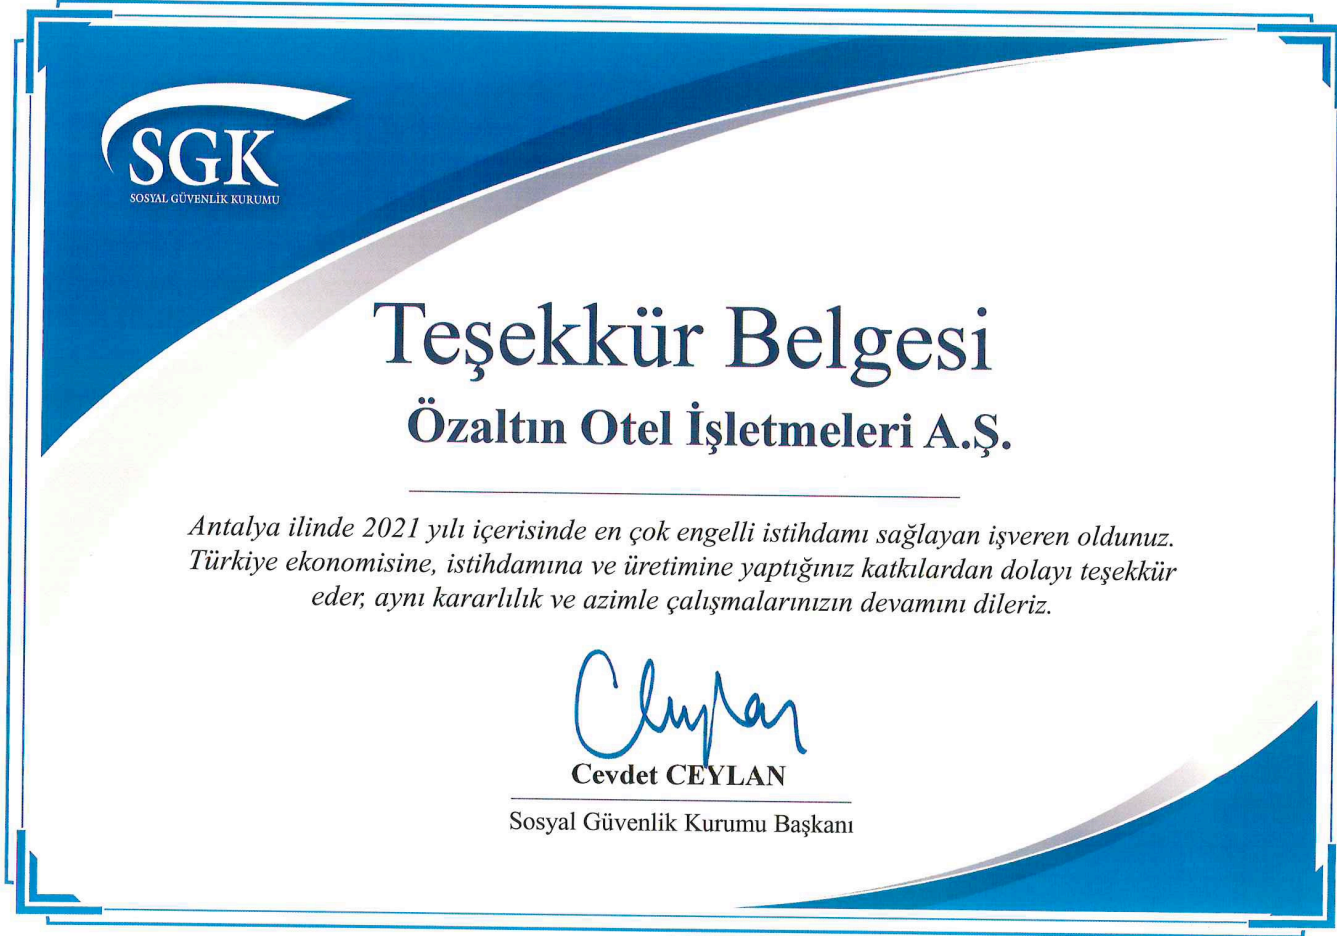 SGK
SOSYAL GÜVENLİK KURUMU
Teşekkür Belgesi
Özaltın Otel İşletmeleri A.Ş.
Antalya ilinde 2021 yılı içerisinde en çok engelli istihdamı sağlayan işveren oldunuz.
Türkiye ekonomisine, istihdamına ve üretimine yaptığınız katkılardan dolayı teşekkür
eder, aynı kararlılık ve azimle çalışmalarınızın devamını dileriz.
Cevdet CEYLAN
Sosyal Güvenlik Kurumu Başkanı